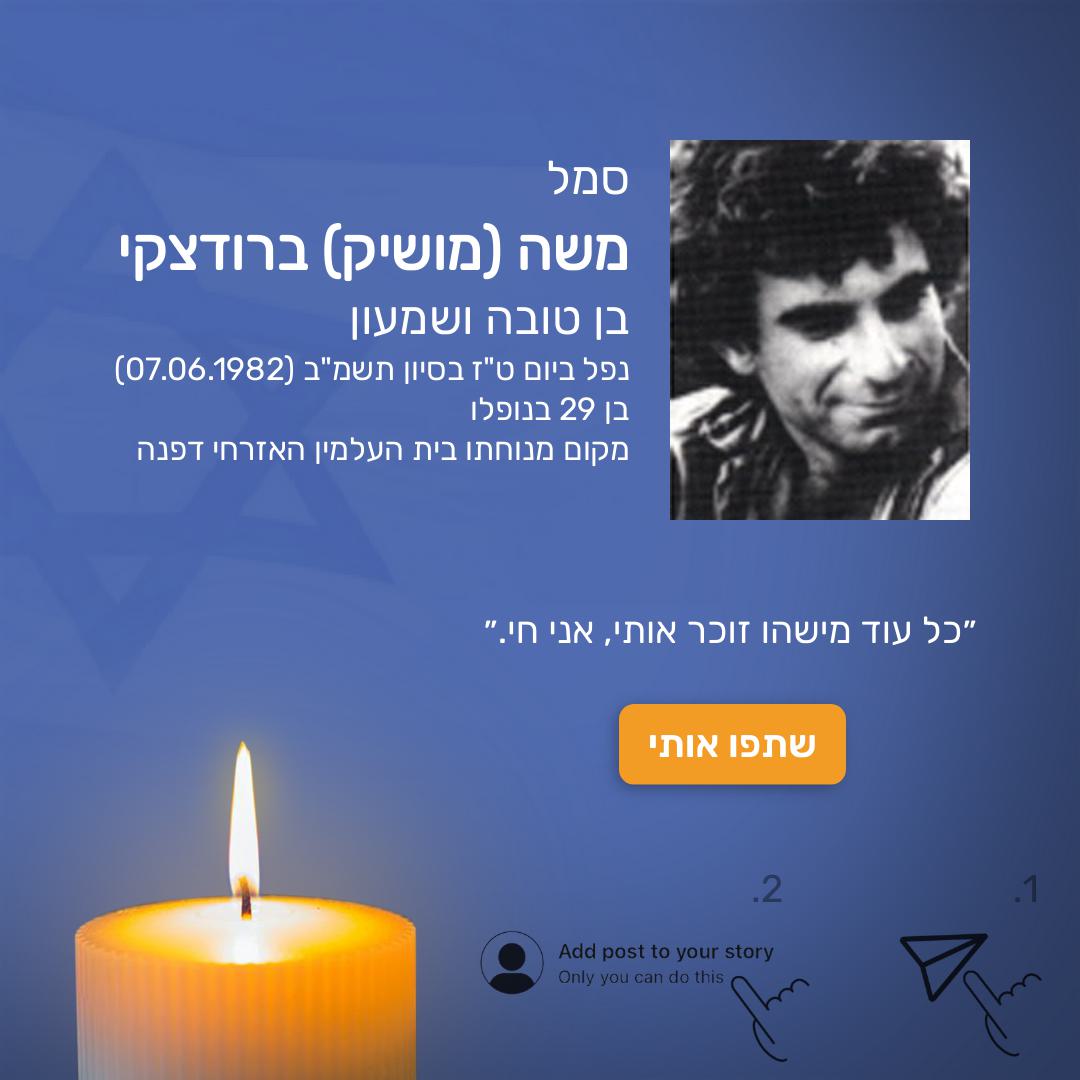 סמל
משה (מושיק) ברודצקי
בן טובה ושמעון
נפל ביום ט"ז בסיון תשמ"ב (07.06.1982)
בן 29 בנופלו
מקום מנוחתו בית העלמין האזרחי דפנה
״כל עוד מישהו זוכר אותי, אני חי.״
שתפו אותי
1.
2.
Add post to your story
Only you can do this